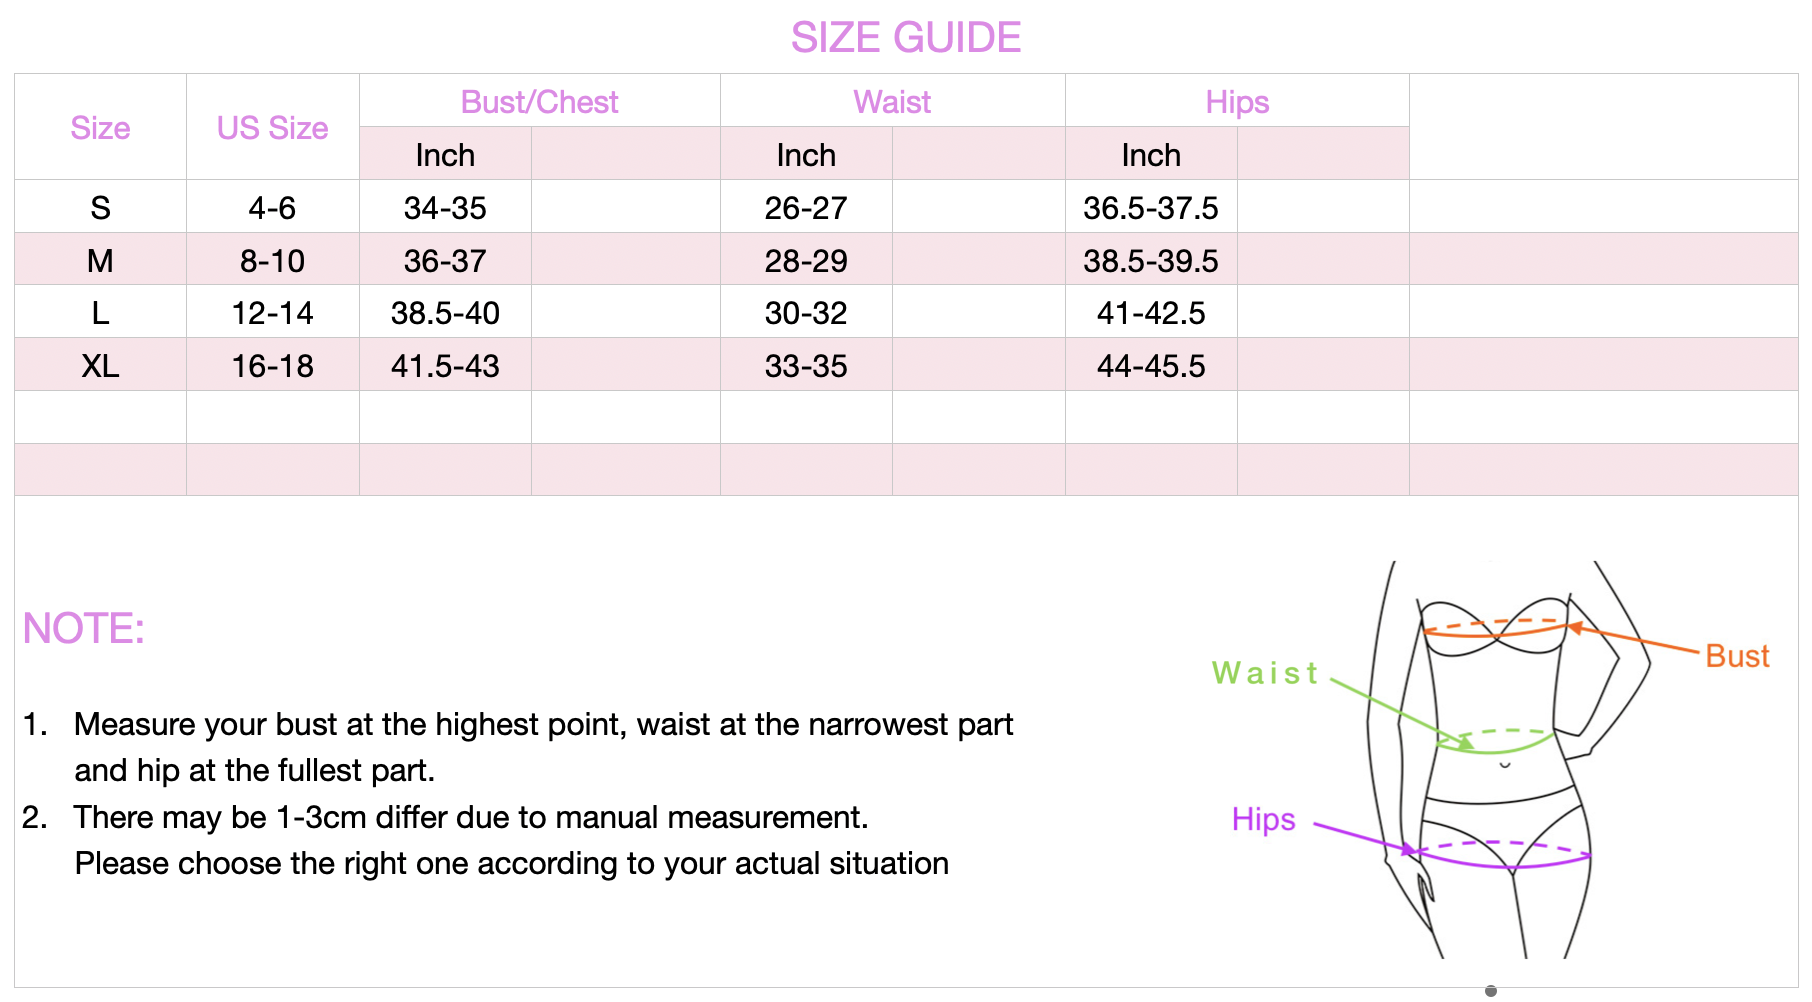 SIZE GUIDE
Size US Size Bust/Chest Waist Hips
Inch Inch Inch
S 4-6 34-35 26-27 36.5-37.5
M 8-10 36-37 28-29 38.5-39.5
L 12-14 38.5-40 30-32 41-42.5
XL 16-18 41.5-43 33-35 44-45.5
NOTE:
1. Measure your bust at the highest point, waist at the narrowest part
and hip at the fullest part.
2. There may be 1-3cm differ due to manual measurement.
Please choose the right one according to your actual situation
Bust
Waist
Hips